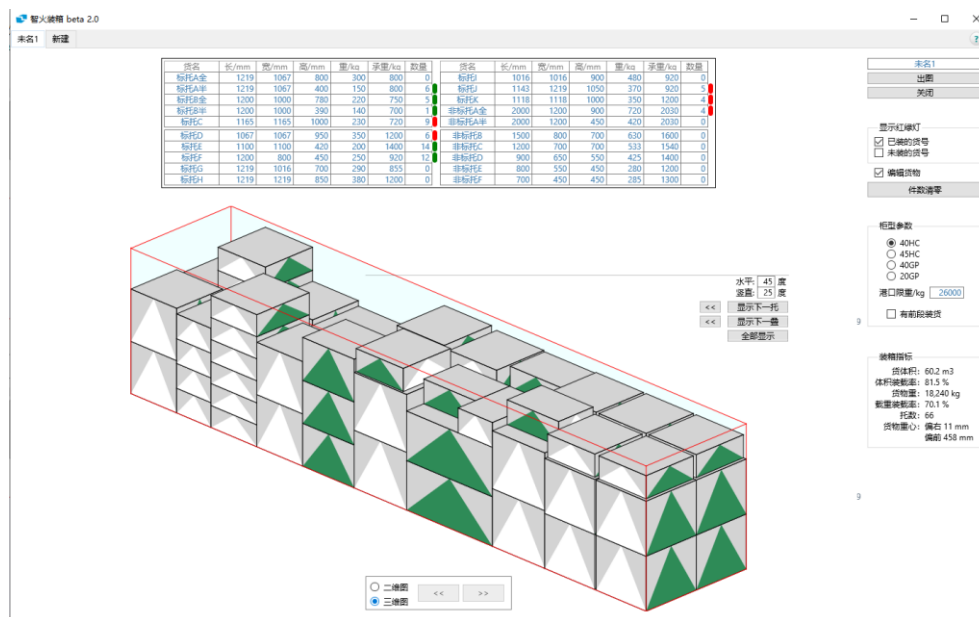 智火装箱 beta 2.0
未名1 新建
货名 长/mm 宽/mm 高/mm 重/kg 承重/kg 数量 货名 长/mm 宽/mm 高/mm 重/kg 承重/kg 数量
标托A全 1219 1067 800 300 800 0 标托I 1016 1016 900 480 920 0
标托A半 1219 1067 400 150 800 6 标托J 1143 1219 1050 370 920 5
标托B全 1200 1000 780 220 750 5 标托K 1118 1118 1000 350 1200 4
标托B半 1200 1000 390 140 700 1 非标托A全 2000 1200 900 720 2030 4
标托C 1165 1165 1000 230 720 9 非标托A半 2000 1200 450 420 2030 0
标托D 1067 1067 950 350 1200 6 非标托B 1500 800 700 630 1600 0
标托E 1100 1100 420 200 1400 14 非标托C 1200 700 700 533 1540 0
标托F 1200 800 450 250 920 12 非标托D 900 650 550 425 1400 0
标托G 1219 1016 700 290 855 0 非标托E 800 550 450 280 1200 0
标托H 1219 1219 850 380 1200 0 非标托F 700 450 450 285 1300 0
未名1
出图
关闭
显示红绿灯
已装的货号
未装的货号
编辑货物
件数清零
柜型参数
40HC
45HC
40GP
20GP
港口限重/kg 26000
有前段装货
水平: 45 度
竖直: 25 度
<< 显示下一托
<< 显示下一叠
全部显示
9
装箱指标
货体积: 60.2 m3
体积装载率: 81.5 %
货物重: 18,240 kg
载重装载率: 70.1 %
托数: 66
货物重心: 偏右 11 mm
偏前 458 mm
9
二维图
三维图
<< >>